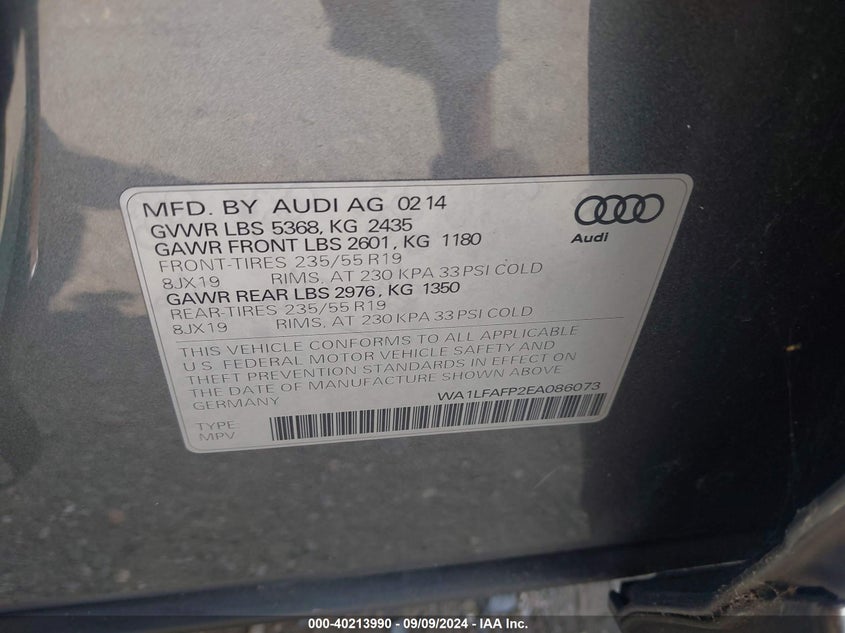 MFD. BY AUDI AG 02 14
GVWR LBS 5368, KG 2435
GAWR FRONT LBS 2601, KG 1180
FRONT-TIRES 235/55 R19
8JX19 RIMS, AT 230 KPA 33 PSI COLD
GAWR REAR LBS 2976, KG 1350
REAR-TIRES 235/55 R19
8JX19 RIMS, AT 230 KPA 33 PSI COLD
Audi
THIS VEHICLE CONFORMS TO ALL APPLICABLE
U.S. FEDERAL MOTOR VEHICLE SAFETY AND
THEFT PREVENTION STANDARDS IN EFFECT ON
THE DATE OF MANUFACTURE SHOWN ABOVE
GERMANY WA1LFAFP2EA086073
TYPE
MPV
000-40213990 - 09/09/2024 - IAA Inc.